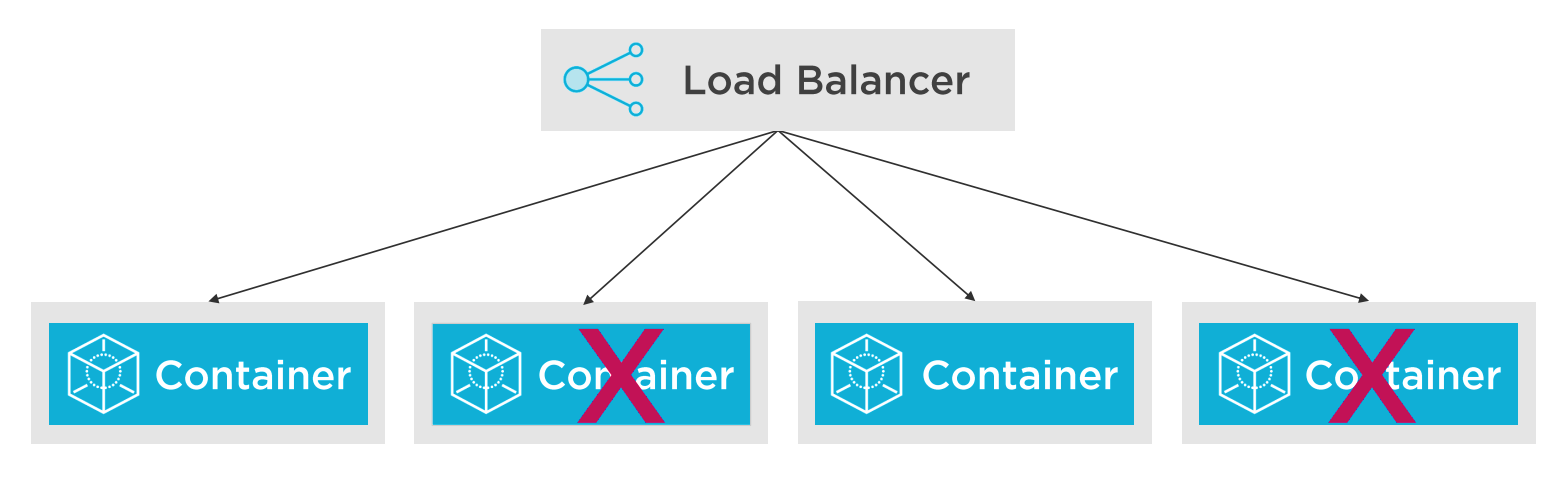 Load Balancer
Container
Container
X
Container
Container
X